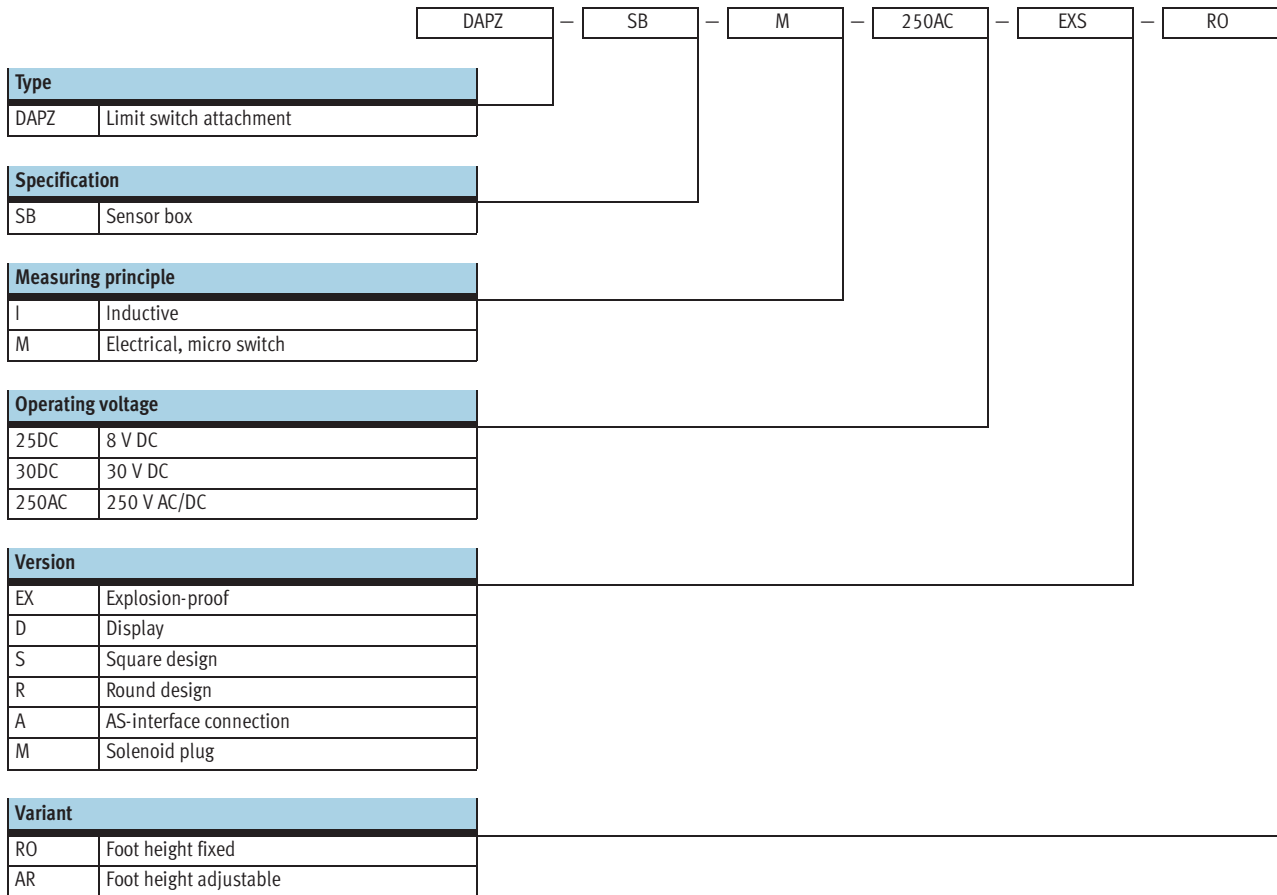 DAPZ – SB – M – 250AC – EXS – RO
Type
DAPZ Limit switch attachment
Specification
SB Sensor box
Measuring principle
I Inductive
M Electrical, micro switch
Operating voltage
25DC 8 V DC
30DC 30 V DC
250AC 250 V AC/DC
Version
EX Explosion-proof
D Display
S Square design
R Round design
A AS-interface connection
M Solenoid plug
Variant
RO Foot height fixed
AR Foot height adjustable